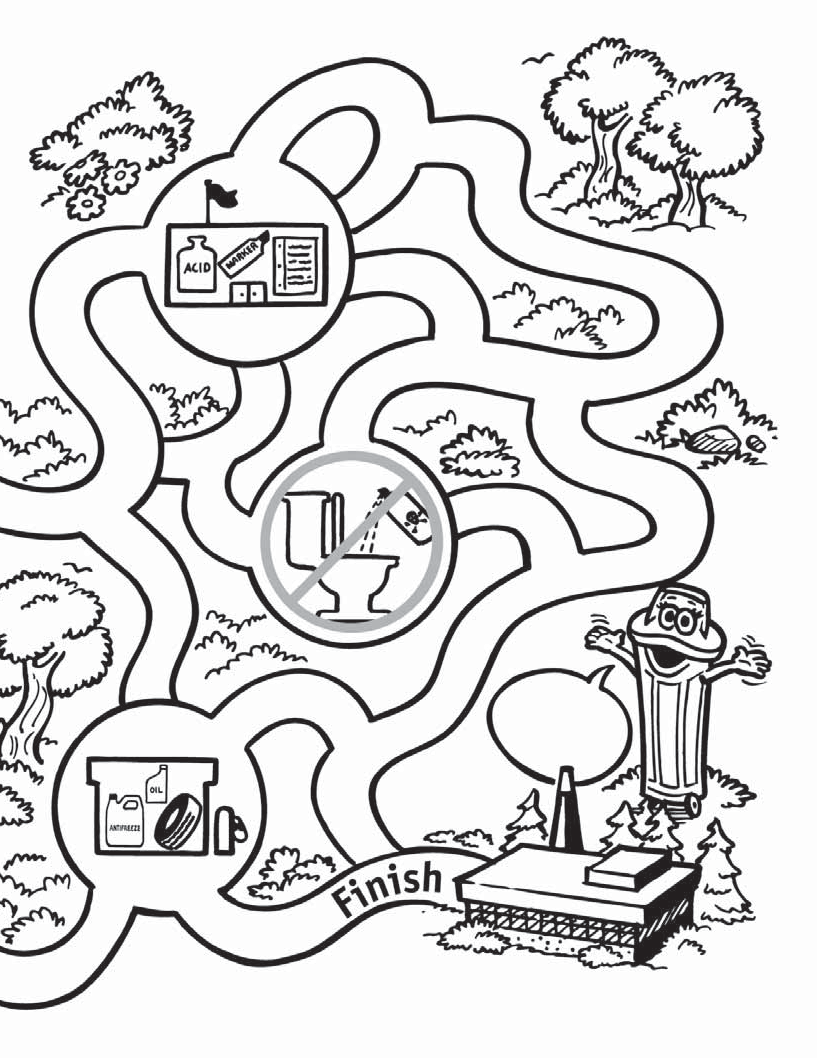 ACID
MARKER
OIL
ANTIFREEZE
Finish